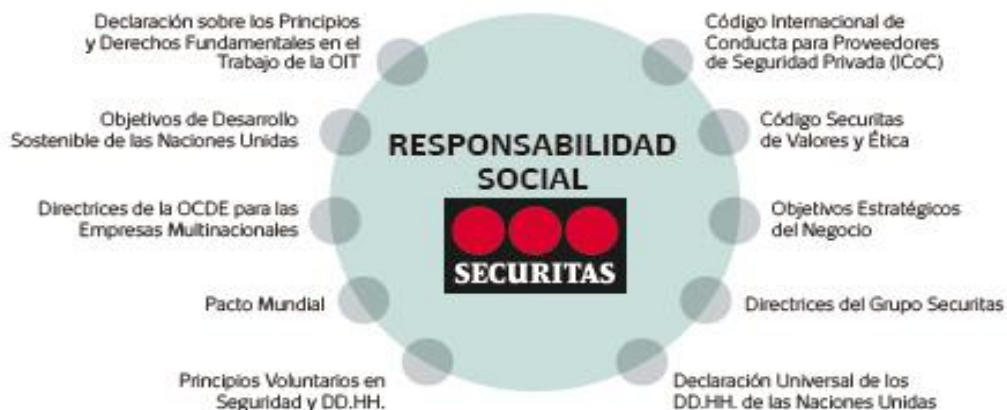 Declaración sobre los Principios
y Derechos Fundamentales en el
Trabajo de la OIT
Objetivos de Desarrollo
Sostenible de las Naciones Unidas
Directrices de la OCDE para las
Empresas Multinacionales
Pacto Mundial
Principios Voluntarios en
Seguridad y DD.HH.
RESPONSABILIDAD
SOCIAL
SECURITAS
Código Internacional de
Conducta para Proveedores
de Seguridad Privada (ICoC)
Código Securitas
de Valores y Ética
Objetivos Estratégicos
del Negocio
Directrices del Grupo Securitas
Declaración Universal de los
DD.HH. de las Naciones Unidas